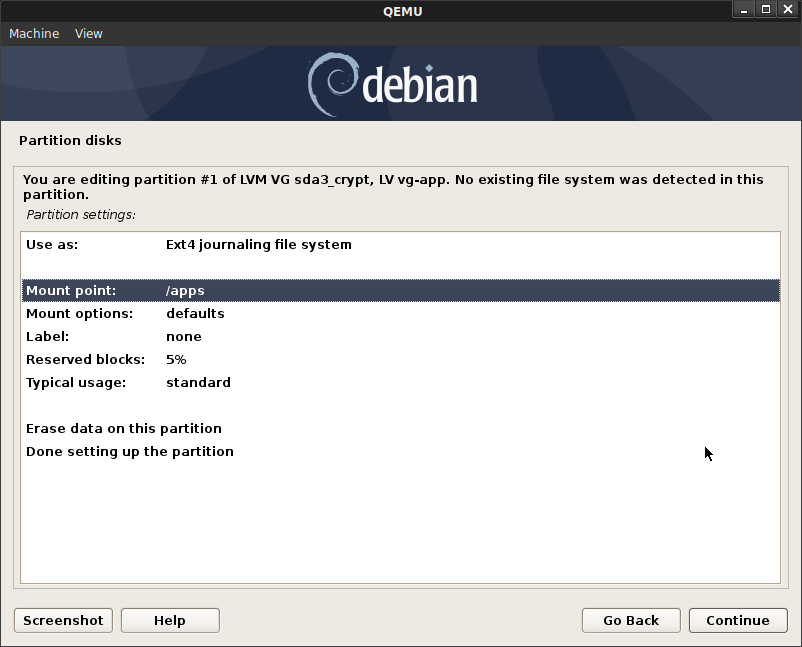 QEMU
Machine View
debian
Partition disks
You are editing partition #1 of LVM VG sda3_crypt, LV vg-app. No existing file system was detected in this
partition.
Partition settings:
Use as: Ext4 journaling file system
Mount point: /apps
Mount options: defaults
Label: none
Reserved blocks: 5%
Typical usage: standard
Erase data on this partition
Done setting up the partition
Screenshot Help Go Back Continue